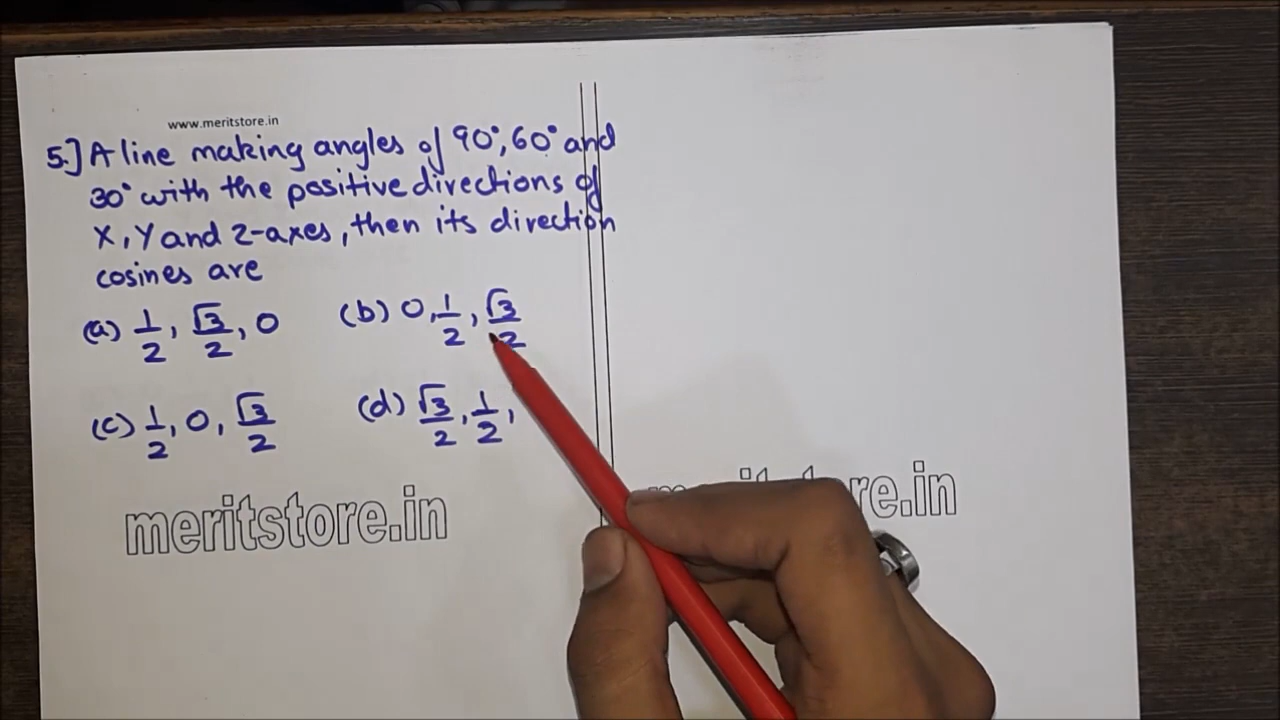 www.meritstore.in
5.] A line making angles of 90°, 60° and
30° with the positive directions of
X, Y and Z-axes, then its direction
cosines are
(a) 1/2, √3/2, 0 (b) 0, 1/2, √3/2
(c) 1/2, 0, √3/2 (d) √3/2, 1/2,
meritstore.in